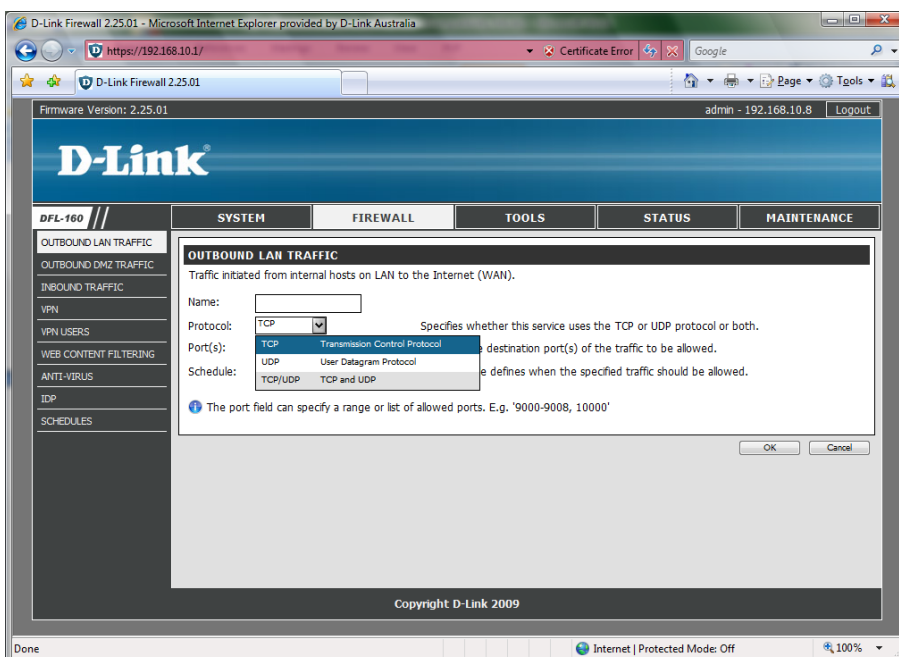 D-Link Firewall 2.25.01 - Microsoft Internet Explorer provided by D-Link Australia
https://192.168.10.1/
Certificate Error
Google
D-Link Firewall 2.25.01
Page
Tools
Firmware Version: 2.25.01
admin - 192.168.10.8
Logout
D-Link®
DFL-160 //
SYSTEM
FIREWALL
TOOLS
STATUS
MAINTENANCE
OUTBOUND LAN TRAFFIC
OUTBOUND DMZ TRAFFIC
INBOUND TRAFFIC
VPN
VPN USERS
WEB CONTENT FILTERING
ANTI-VIRUS
IDP
SCHEDULES
OUTBOUND LAN TRAFFIC
Traffic initiated from internal hosts on LAN to the Internet (WAN).
Name:
Protocol: TCP Specifies whether this service uses the TCP or UDP protocol or both.
Port(s): destination port(s) of the traffic to be allowed.
Schedule: defines when the specified traffic should be allowed.
TCP Transmission Control Protocol
UDP User Datagram Protocol
TCP/UDP TCP and UDP
The port field can specify a range or list of allowed ports. E.g. '9000-9008, 10000'
OK
Cancel
Copyright D-Link 2009
Done
Internet | Protected Mode: Off
100%